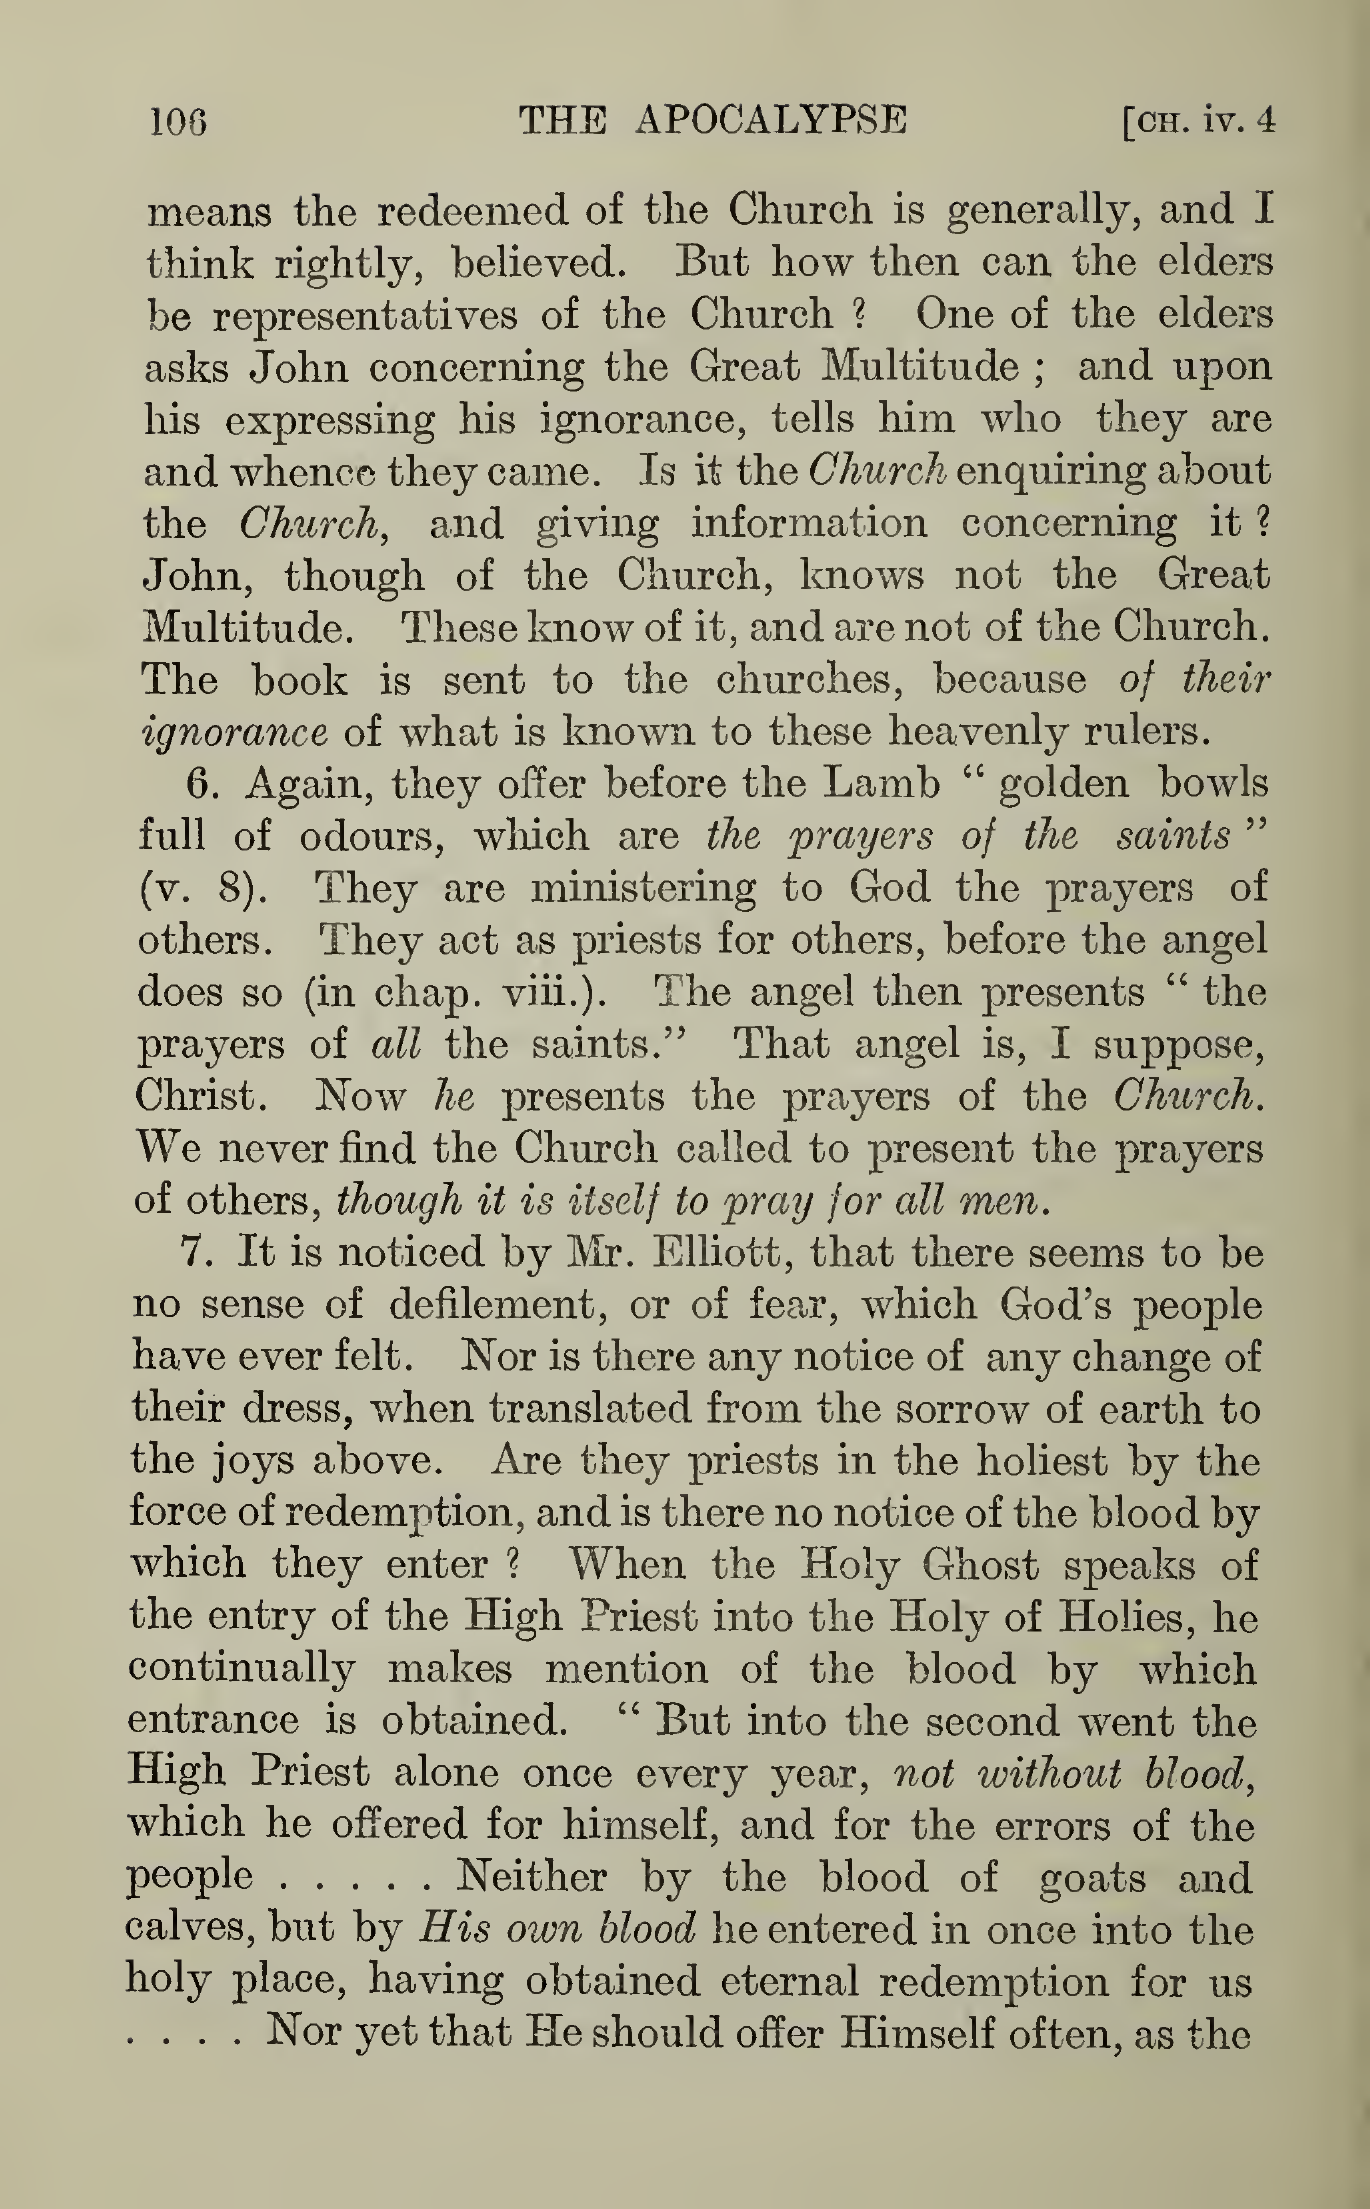 106 THE APOCALYPSE [CH. iv. 4
means the redeemed of the Church is generally, and I
think rightly, believed. But how then can the elders
be representatives of the Church ? One of the elders
asks John concerning the Great Multitude ; and upon
his expressing his ignorance, tells him who they are
and whence they came. Is it the Church enquiring about
the Church, and giving information concerning it ?
John, though of the Church, knows not the Great
Multitude. These know of it, and are not of the Church.
The book is sent to the churches, because of their
ignorance of what is known to these heavenly rulers.
6. Again, they offer before the Lamb “ golden bowls
full of odours, which are the prayers of the saints ”
(v. 8). They are ministering to God the prayers of
others. They act as priests for others, before the angel
does so (in chap. viii.). The angel then presents “ the
prayers of all the saints.” That angel is, I suppose,
Christ. Now he presents the prayers of the Church.
We never find the Church called to present the prayers
of others, though it is itself to pray for all men.
7. It is noticed by Mr. Elliott, that there seems to be
no sense of defilement, or of fear, which God’s people
have ever felt. Nor is there any notice of any change of
their dress, when translated from the sorrow of earth to
the joys above. Are they priests in the holiest by the
force of redemption, and is there no notice of the blood by
which they enter ? When the Holy Ghost speaks of
the entry of the High Priest into the Holy of Holies, he
continually makes mention of the blood by which
entrance is obtained. “ But into the second went the
High Priest alone once every year, not without blood,
which he offered for himself, and for the errors of the
people . . . . . Neither by the blood of goats and
calves, but by His own blood he entered in once into the
holy place, having obtained eternal redemption for us
. . . . Nor yet that He should offer Himself often, as the